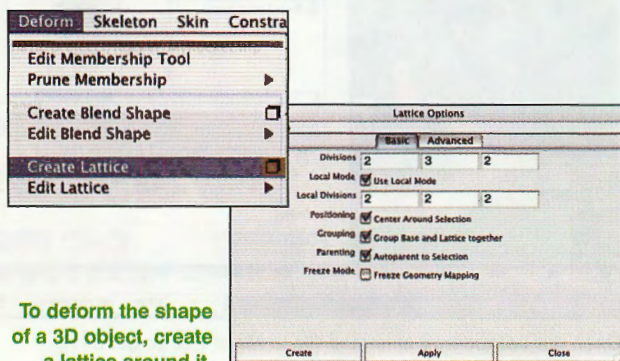 Deform Skeleton Skin Constra
Edit Membership Tool
Prune Membership
Create Blend Shape
Edit Blend Shape
Create Lattice
Edit Lattice
Lattice Options
Basic Advanced
Divisions 2 3 2
Local Mode Use Local Mode
Local Divisions 2 2 2
Positioning Center Around Selection
Grouping Group Base and Lattice together
Parenting Autoparent to Selection
Freeze Mode Freeze Geometry Mapping
Create Apply Close
To deform the shape
of a 3D object, create
a lattice around it.